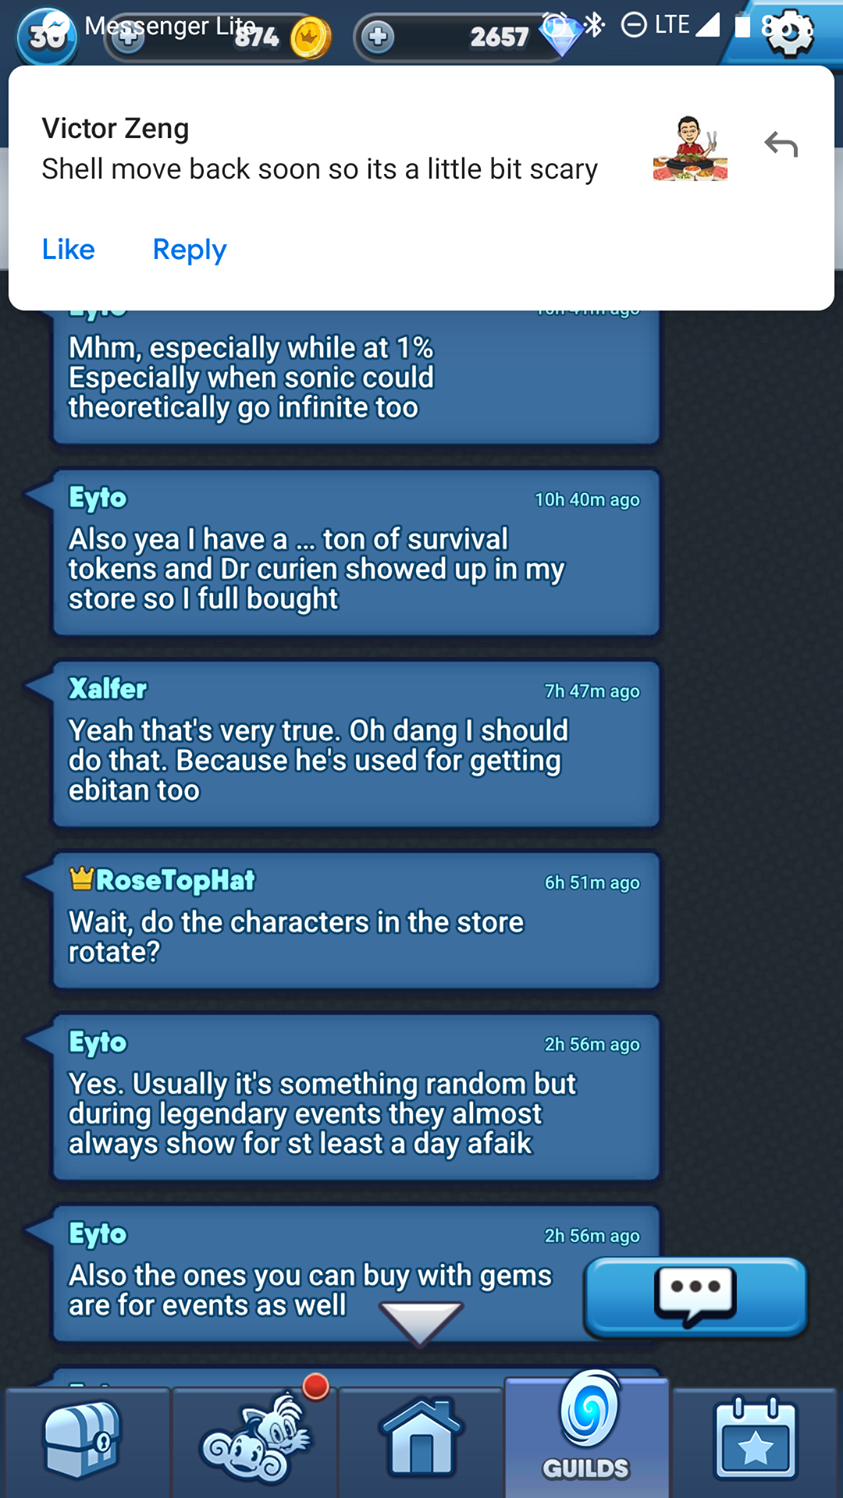 30
Messenger Lite
874
2657
LTE
Victor Zeng
Shell move back soon so its a little bit scary
Like
Reply
Eyto
Mhm, especially while at 1%
Especially when sonic could
theoretically go infinite too
Eyto
10h 40m ago
Also yea I have a ... ton of survival
tokens and Dr curien showed up in my
store so I full bought
Xalfer
7h 47m ago
Yeah that's very true. Oh dang I should
do that. Because he's used for getting
ebitan too
RoseTopHat
6h 51m ago
Wait, do the characters in the store
rotate?
Eyto
2h 56m ago
Yes. Usually it's something random but
during legendary events they almost
always show for st least a day afaik
Eyto
2h 56m ago
Also the ones you can buy with gems
are for events as well
GUILDS